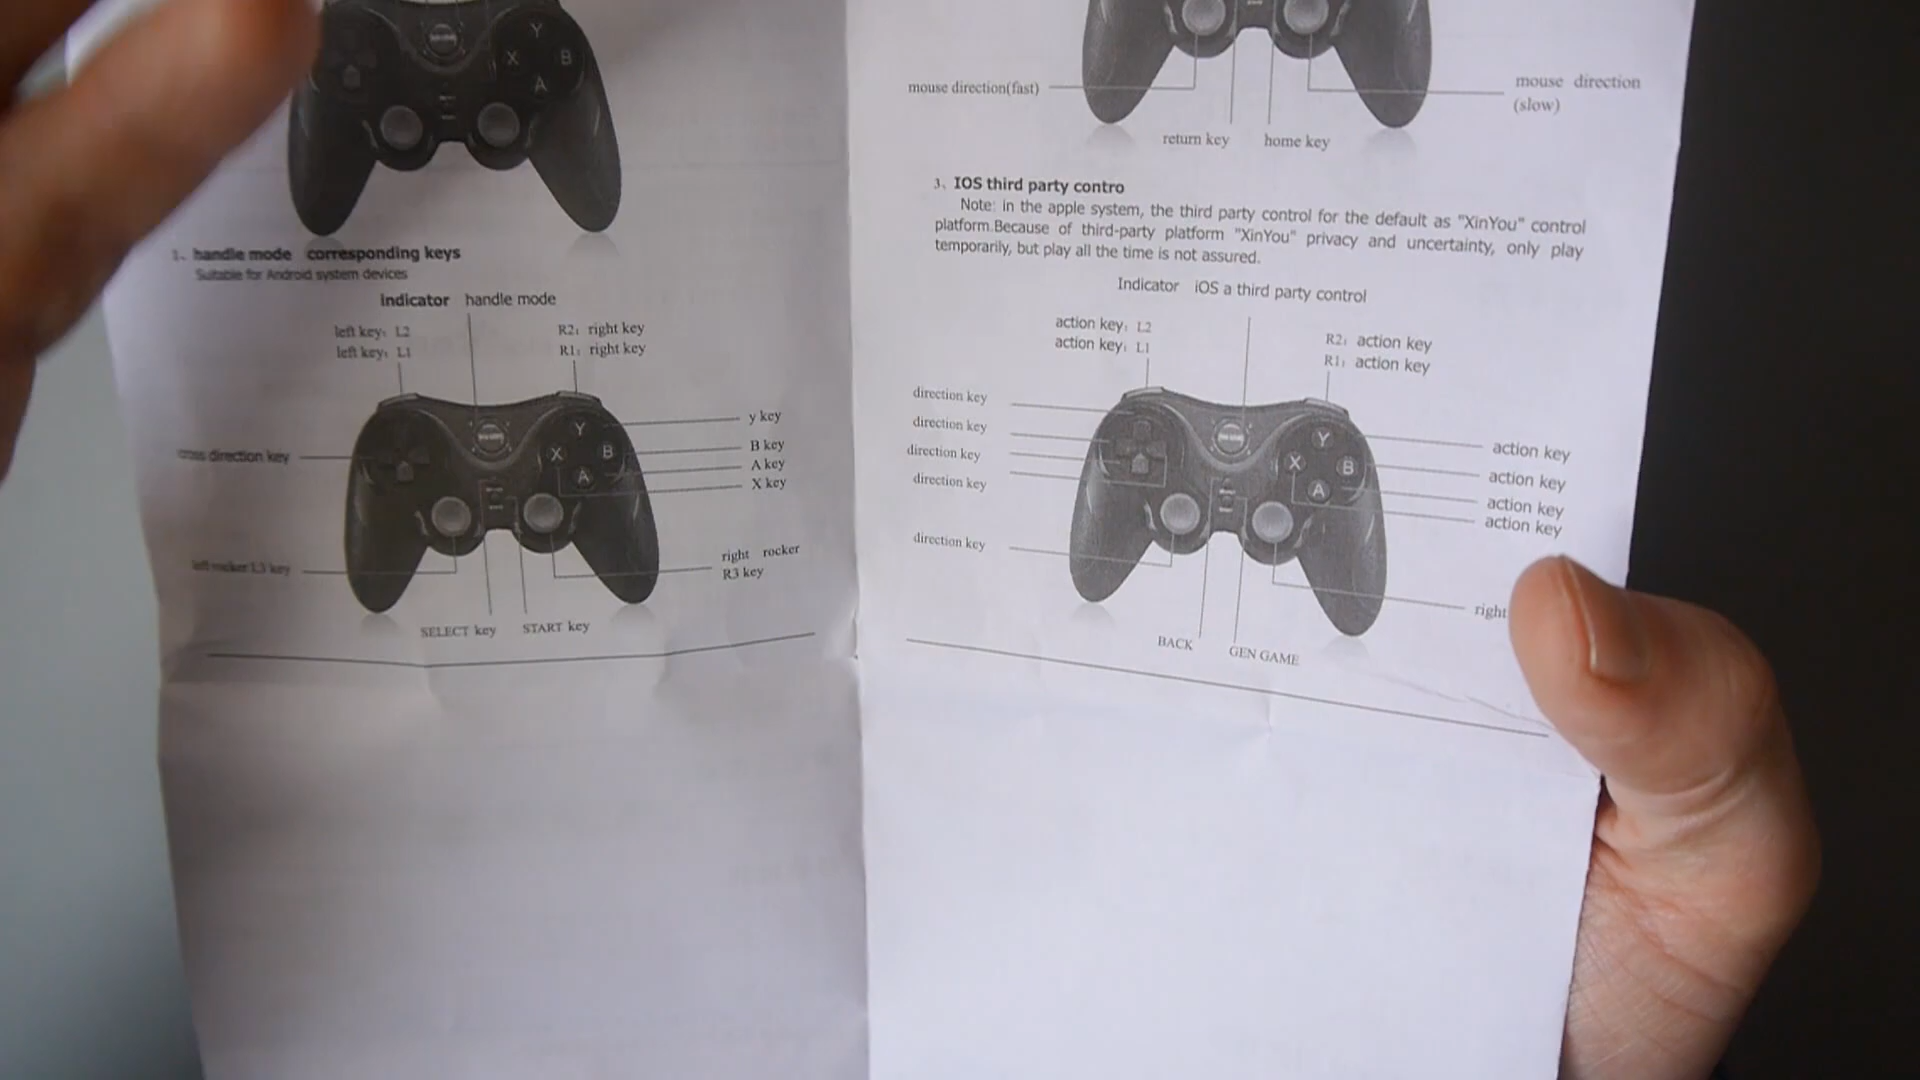 Y
X B
A
1、handle mode corresponding keys
Suitable for Android system devices
Indicator handle mode
left key：L2
left key：L1
R2：right key
R1：right key
cross direction key
Y
X B
A
y key
B key
A key
X key
left rocker L3 key
right rocker
R3 key
SELECT key START key
mouse direction(fast)
mouse direction
(slow)
return key home key
3、IOS third party contro
Note: in the apple system, the third party control for the default as "XinYou" control
platform.Because of third-party platform "XinYou" privacy and uncertainty, only play
temporarily, but play all the time is not assured.
Indicator iOS a third party control
action key：L2
action key：L1
R2：action key
R1：action key
direction key
direction key
direction key
direction key
direction key
Y
X B
A
action key
action key
action key
action key
right
BACK GEN GAME